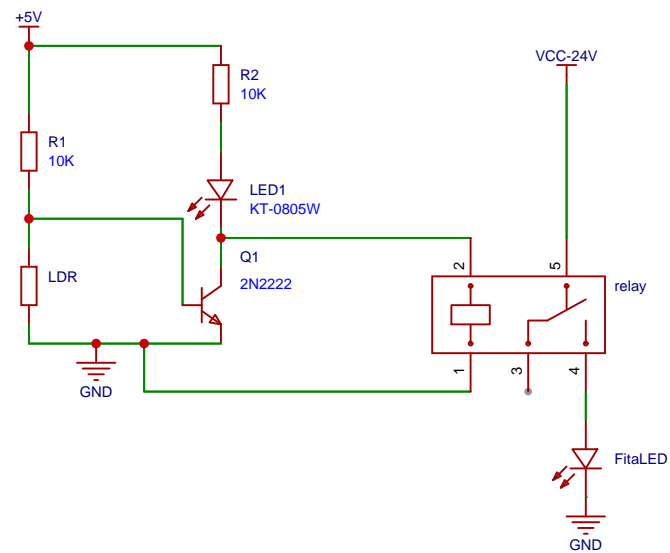 +5V
R2
10K
VCC-24V
R1
10K
LED1
KT-0805W
LDR
Q1
2N2222
2
5
relay
GND
1
3
4
FitaLED
GND